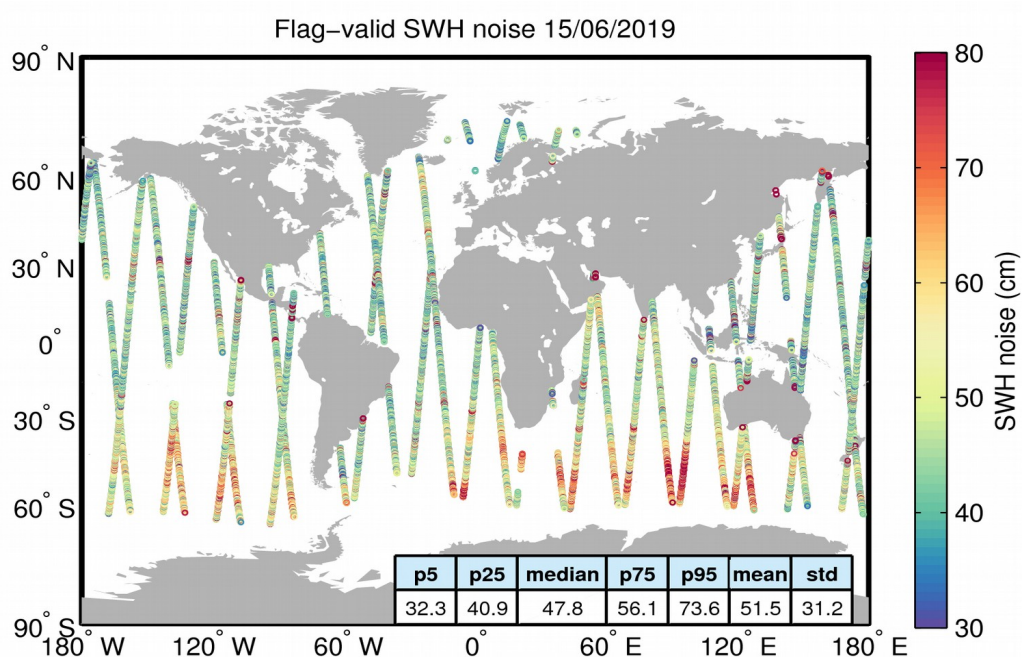 Flag−valid SWH noise 15/06/2019
90° N
60° N
30° N
0°
30° S
60° S
90° S
180° W
120° W
60° W
0°
60° E
120° E
180° E
p5 p25 median p75 p95 mean std
32.3 40.9 47.8 56.1 73.6 51.5 31.2
80
70
60
50
40
30
SWH noise (cm)